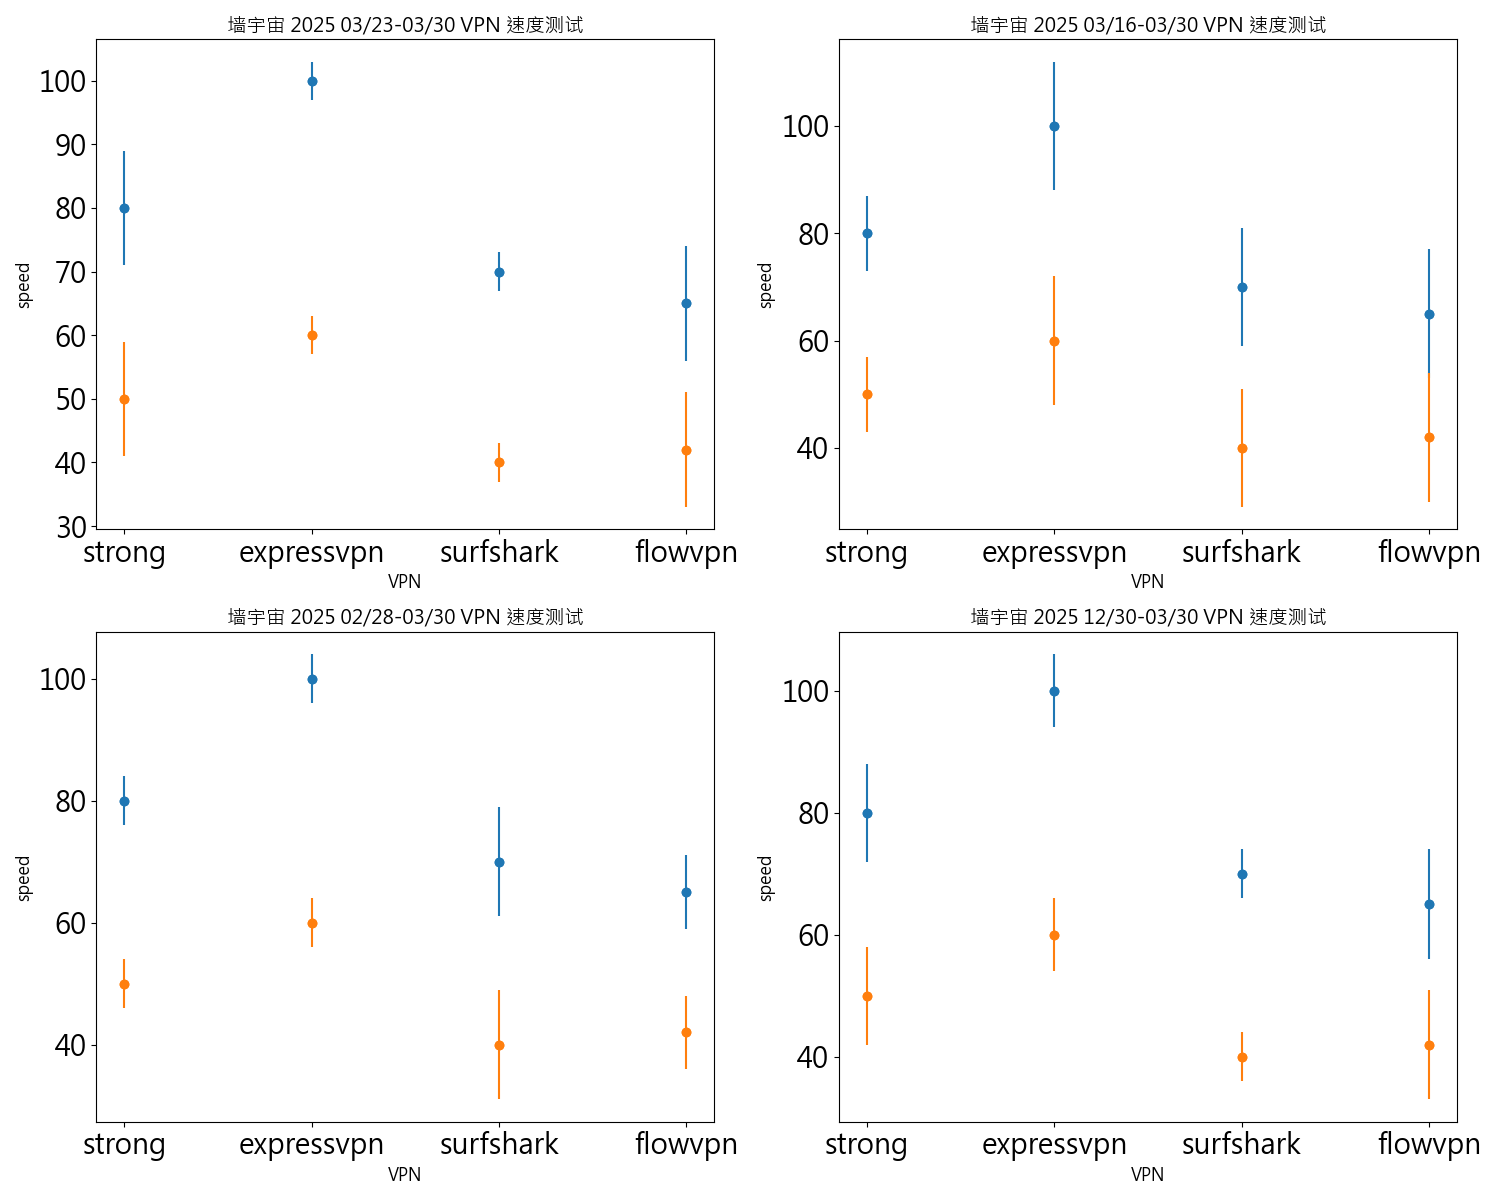 墙宇宙 2025 03/23-03/30 VPN 速度测试
100
90
80
70
60
50
40
30
speed
strong expressvpn surfshark flowvpn
VPN
墙宇宙 2025 03/16-03/30 VPN 速度测试
100
80
60
40
speed
strong expressvpn surfshark flowvpn
VPN
墙宇宙 2025 02/28-03/30 VPN 速度测试
100
80
60
40
speed
strong expressvpn surfshark flowvpn
VPN
墙宇宙 2025 12/30-03/30 VPN 速度测试
100
80
60
40
speed
strong expressvpn surfshark flowvpn
VPN